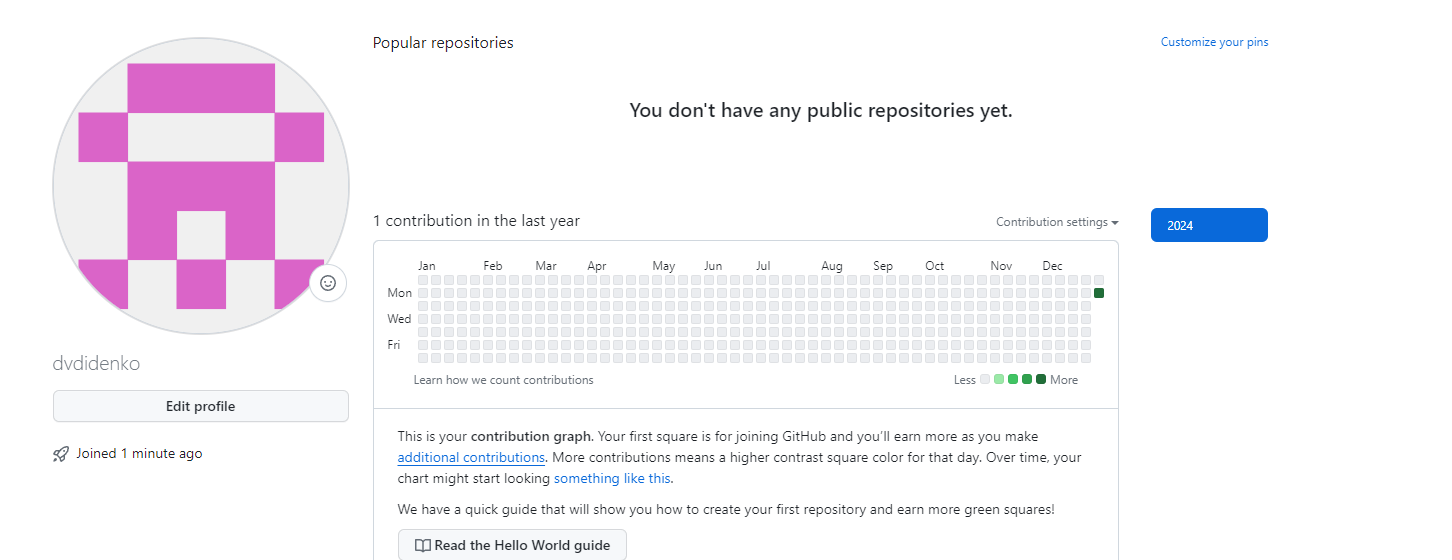 Popular repositories
Customize your pins
You don't have any public repositories yet.
1 contribution in the last year
Contribution settings
2024
Jan Feb Mar Apr May Jun Jul Aug Sep Oct Nov Dec
Mon
Wed
Fri
Learn how we count contributions
Less More
This is your contribution graph. Your first square is for joining GitHub and you'll earn more as you make
additional contributions. More contributions means a higher contrast square color for that day. Over time, your
chart might start looking something like this.
We have a quick guide that will show you how to create your first repository and earn more green squares!
Read the Hello World guide
dvdidenko
Edit profile
Joined 1 minute ago